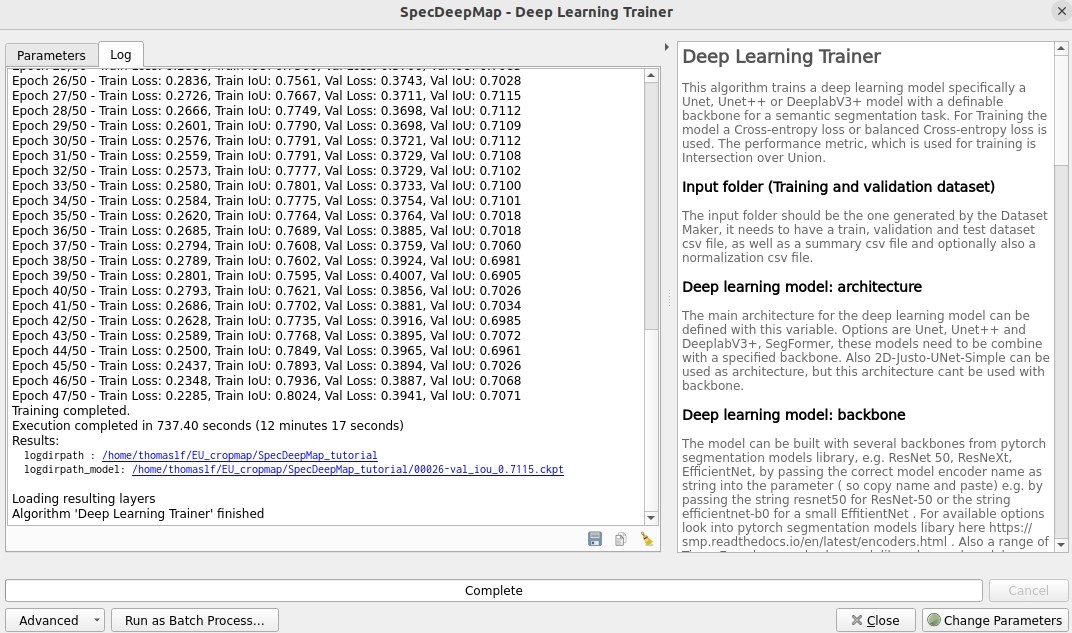 SpecDeepMap - Deep Learning Trainer
Parameters
Log
Epoch 26/50 - Train Loss: 0.2836, Train IoU: 0.7561, Val Loss: 0.3743, Val IoU: 0.7028
Epoch 27/50 - Train Loss: 0.2726, Train IoU: 0.7667, Val Loss: 0.3711, Val IoU: 0.7115
Epoch 28/50 - Train Loss: 0.2666, Train IoU: 0.7749, Val Loss: 0.3698, Val IoU: 0.7112
Epoch 29/50 - Train Loss: 0.2601, Train IoU: 0.7790, Val Loss: 0.3698, Val IoU: 0.7109
Epoch 30/50 - Train Loss: 0.2576, Train IoU: 0.7791, Val Loss: 0.3721, Val IoU: 0.7112
Epoch 31/50 - Train Loss: 0.2559, Train IoU: 0.7791, Val Loss: 0.3729, Val IoU: 0.7108
Epoch 32/50 - Train Loss: 0.2573, Train IoU: 0.7777, Val Loss: 0.3729, Val IoU: 0.7102
Epoch 33/50 - Train Loss: 0.2580, Train IoU: 0.7801, Val Loss: 0.3733, Val IoU: 0.7100
Epoch 34/50 - Train Loss: 0.2584, Train IoU: 0.7775, Val Loss: 0.3754, Val IoU: 0.7101
Epoch 35/50 - Train Loss: 0.2620, Train IoU: 0.7764, Val Loss: 0.3764, Val IoU: 0.7018
Epoch 36/50 - Train Loss: 0.2685, Train IoU: 0.7689, Val Loss: 0.3885, Val IoU: 0.7018
Epoch 37/50 - Train Loss: 0.2794, Train IoU: 0.7608, Val Loss: 0.3759, Val IoU: 0.7060
Epoch 38/50 - Train Loss: 0.2789, Train IoU: 0.7602, Val Loss: 0.3924, Val IoU: 0.6981
Epoch 39/50 - Train Loss: 0.2801, Train IoU: 0.7595, Val Loss: 0.4007, Val IoU: 0.6905
Epoch 40/50 - Train Loss: 0.2793, Train IoU: 0.7621, Val Loss: 0.3856, Val IoU: 0.7026
Epoch 41/50 - Train Loss: 0.2686, Train IoU: 0.7702, Val Loss: 0.3881, Val IoU: 0.7034
Epoch 42/50 - Train Loss: 0.2628, Train IoU: 0.7735, Val Loss: 0.3916, Val IoU: 0.6985
Epoch 43/50 - Train Loss: 0.2589, Train IoU: 0.7768, Val Loss: 0.3895, Val IoU: 0.7072
Epoch 44/50 - Train Loss: 0.2500, Train IoU: 0.7849, Val Loss: 0.3965, Val IoU: 0.6961
Epoch 45/50 - Train Loss: 0.2437, Train IoU: 0.7893, Val Loss: 0.3894, Val IoU: 0.7026
Epoch 46/50 - Train Loss: 0.2348, Train IoU: 0.7936, Val Loss: 0.3887, Val IoU: 0.7068
Epoch 47/50 - Train Loss: 0.2285, Train IoU: 0.8024, Val Loss: 0.3941, Val IoU: 0.7071
Training completed.
Execution completed in 737.40 seconds (12 minutes 17 seconds)
Results:
logdirpath : /home/thomaslf/EU_cropmap/SpecDeepMap_tutorial
logdirpath_model: /home/thomaslf/EU_cropmap/SpecDeepMap_tutorial/00026-val_iou_0.7115.ckpt
Loading resulting layers
Algorithm 'Deep Learning Trainer' finished
Deep Learning Trainer
This algorithm trains a deep learning model specifically a
Unet, Unet++ or DeeplabV3+ model with a definable
backbone for a semantic segmentation task. For Training the
model a Cross-entropy loss or balanced Cross-entropy loss is
used. The performance metric, which is used for training is
Intersection over Union.
Input folder (Training and validation dataset)
The input folder should be the one generated by the Dataset
Maker, it needs to have a train, validation and test dataset
csv file, as well as a summary csv file and optionally also a
normalization csv file.
Deep learning model: architecture
The main architecture for the deep learning model can be
defined with this variable. Options are Unet, Unet++ and
DeeplabV3+, SegFormer, these models need to be combine
with a specified backbone. Also 2D-Justo-UNet-Simple can be
used as architecture, but this architecture cant be used with
backbone.
Deep learning model: backbone
The model can be built with several backbones from pytorch
segmentation models library, e.g. ResNet 50, ResNeXt,
EfficientNet, by passing the correct model encoder name as
string into the parameter ( so copy name and paste) e.g. by
passing the string resnet50 for ResNet-50 or the string
efficientnet-b0 for a small EffitientNet . For available options
look into pytorch segmentation models libary here https://
smp.readthedocs.io/en/latest/encoders.html . Also a range of
Complete
Cancel
Advanced
Run as Batch Process...
Close
Change Parameters